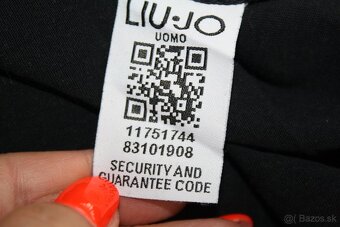 LIU·JO
UOMO
11751744
83101908
SECURITY AND
GUARANTEE CODE
© Bazos.sk